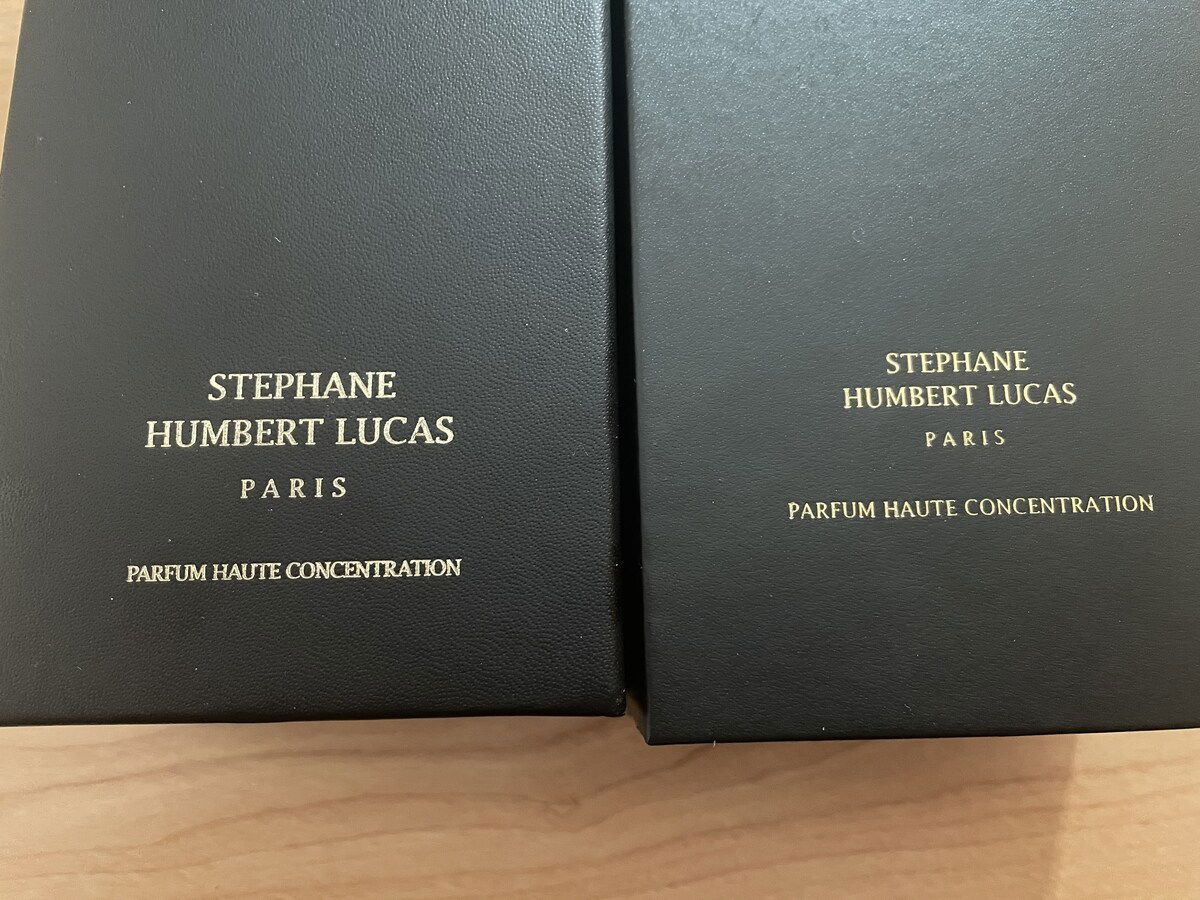 STEPHANE
HUMBERT LUCAS
PARIS
PARFUM HAUTE CONCENTRATION
STEPHANE
HUMBERT LUCAS
PARIS
PARFUM HAUTE CONCENTRATION